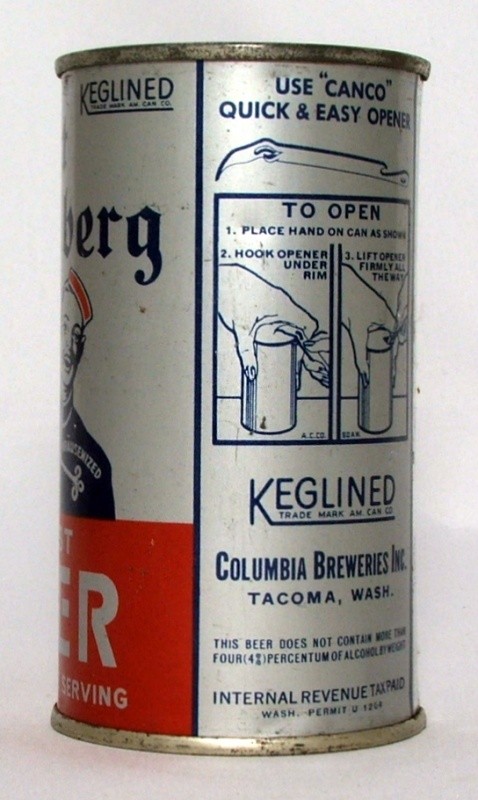 KEGLINED
TRADE MARK AM. CAN CO.
berg
ST
ER
SERVING
USE "CANCO"
QUICK & EASY OPENER
TO OPEN
1. PLACE HAND ON CAN AS SHOWN
2. HOOK OPENER
UNDER
RIM
3. LIFT OPENER
FIRMLY ALL
THE WAY
A.C.CO.
KEGLINED
TRADE MARK AM. CAN CO.
COLUMBIA BREWERIES INC.
TACOMA, WASH.
THIS BEER DOES NOT CONTAIN MORE THAN
FOUR (4%) PERCENTUM OF ALCOHOL BY WEIGHT
INTERNAL REVENUE TAX PAID
WASH. PERMIT U